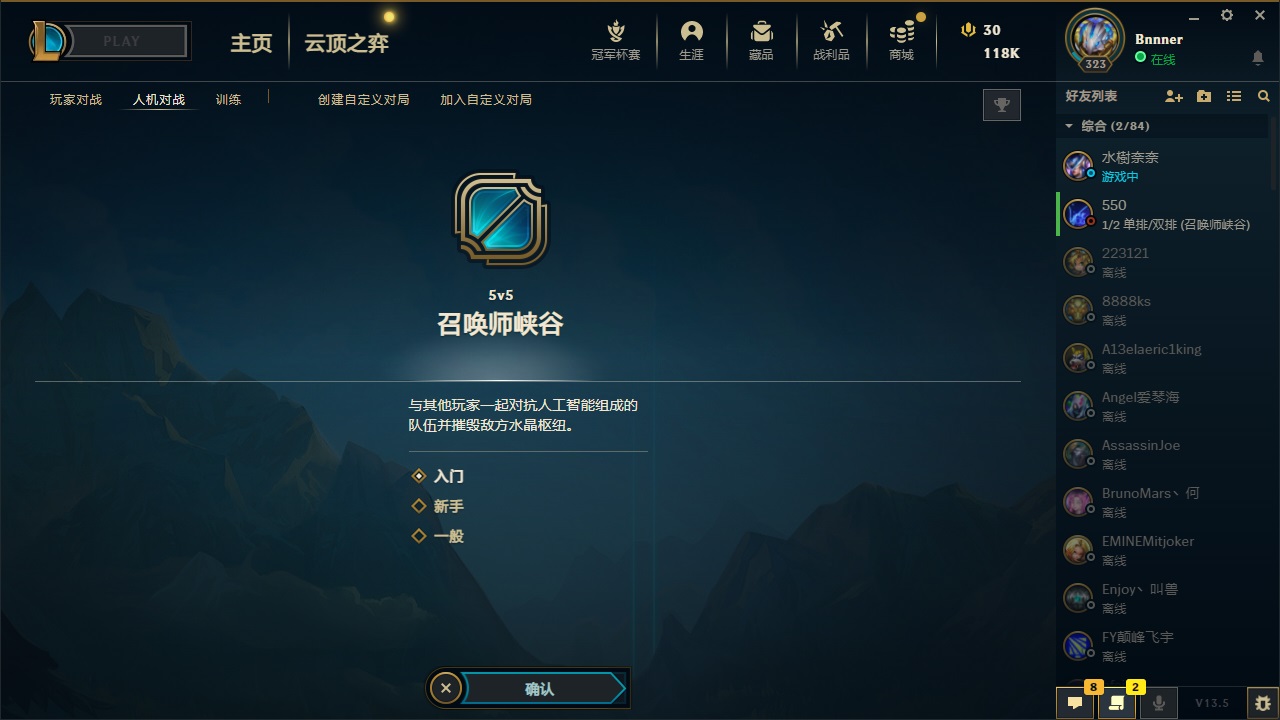 PLAY
主页
云顶之弈
冠军杯赛
生涯
藏品
战利品
商城
30
118K
323
Bnnner
在线
玩家对战
人机对战
训练
创建自定义对局
加入自定义对局
好友列表
综合 (2/84)
水樹奈奈
游戏中
550
1/2 单排/双排 (召唤师峡谷)
223121
离线
8888ks
离线
A13elaeric1king
离线
Angel爱琴海
离线
AssassinJoe
离线
BrunoMars丶何
离线
EMINEMitjoker
离线
Enjoy丶叫兽
离线
FY颠峰飞宇
离线
5v5
召唤师峡谷
与其他玩家一起对抗人工智能组成的
队伍并摧毁敌方水晶枢纽。
入门
新手
一般
确认
8
2
V13.5